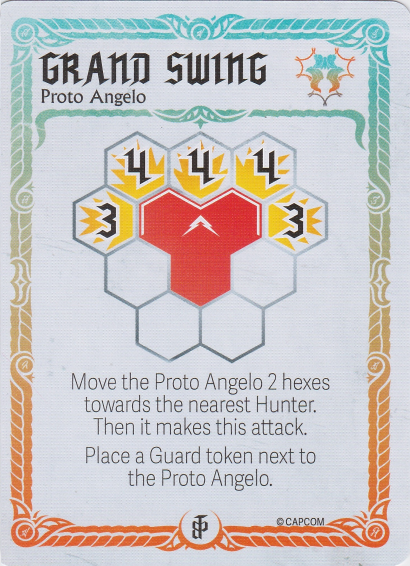 GRAND SWING
Proto Angelo
4 4 4
3 3
Move the Proto Angelo 2 hexes
towards the nearest Hunter.
Then it makes this attack.
Place a Guard token next to
the Proto Angelo.
© CAPCOM